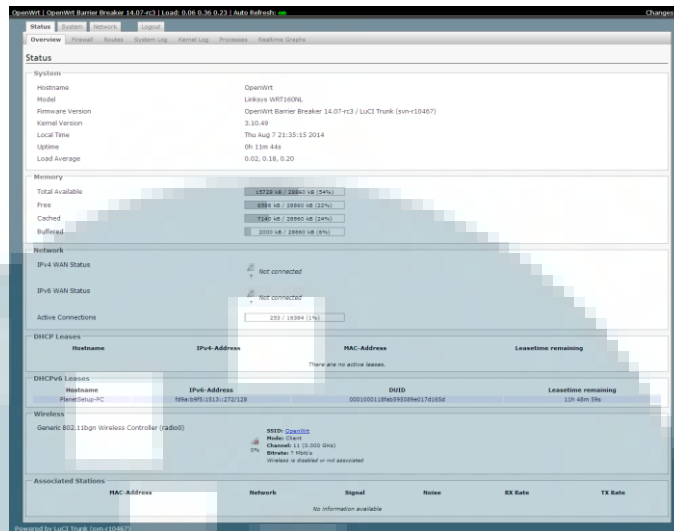 OpenWrt | OpenWrt Barrier Breaker 14.07-rc3 | Load: 0.06 0.36 0.23 | Auto Refresh: on Changes
Status System Network Logout
Overview Firewall Routes System Log Kernel Log Processes Realtime Graphs
Status
System
Hostname OpenWrt
Model Linksys WRT160NL
Firmware Version OpenWrt Barrier Breaker 14.07-rc3 / LuCI Trunk (svn-r10467)
Kernel Version 3.10.49
Local Time Thu Aug 7 21:35:15 2014
Uptime 0h 11m 44s
Load Average 0.02, 0.18, 0.20
Memory
Total Available 15728 kB / 28860 kB (54%)
Free 6588 kB / 28860 kB (22%)
Cached 7140 kB / 28860 kB (24%)
Buffered 2000 kB / 28860 kB (6%)
Network
IPv4 WAN Status ? Not connected
IPv6 WAN Status ? Not connected
Active Connections 253 / 16384 (1%)
DHCP Leases
Hostname IPv4-Address MAC-Address Leasetime remaining
There are no active leases.
DHCPv6 Leases
Hostname IPv6-Address DUID Leasetime remaining
PlanetSetup-PC fd9a:b9f5:1513::272/128 11h 48m 59s
Wireless
Generic 802.11bgn Wireless Controller (radio0)
SSID: OpenWrt
Mode: Client
Channel: 11 (0.000 GHz)
0% Bitrate: ? Mbit/s
Wireless is disabled or not associated
Associated Stations
MAC-Address Network Signal Noise RX Rate TX Rate
No information available
Powered by LuCI Trunk (svn-r10467)